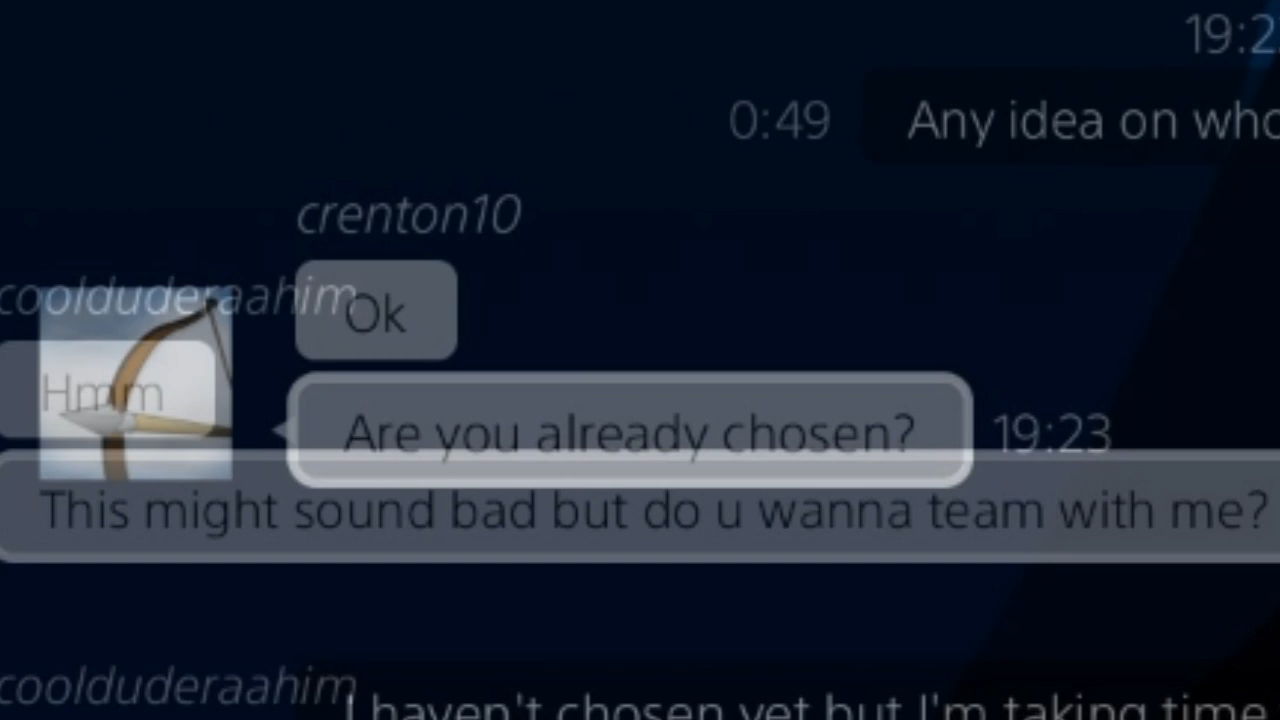 19:2
0:49 Any idea on who
crenton10
coolduderaahim
Ok
Hmm
Are you already chosen? 19:23
This might sound bad but do u wanna team with me?
coolduderaahim
I haven't chosen yet but I'm taking time